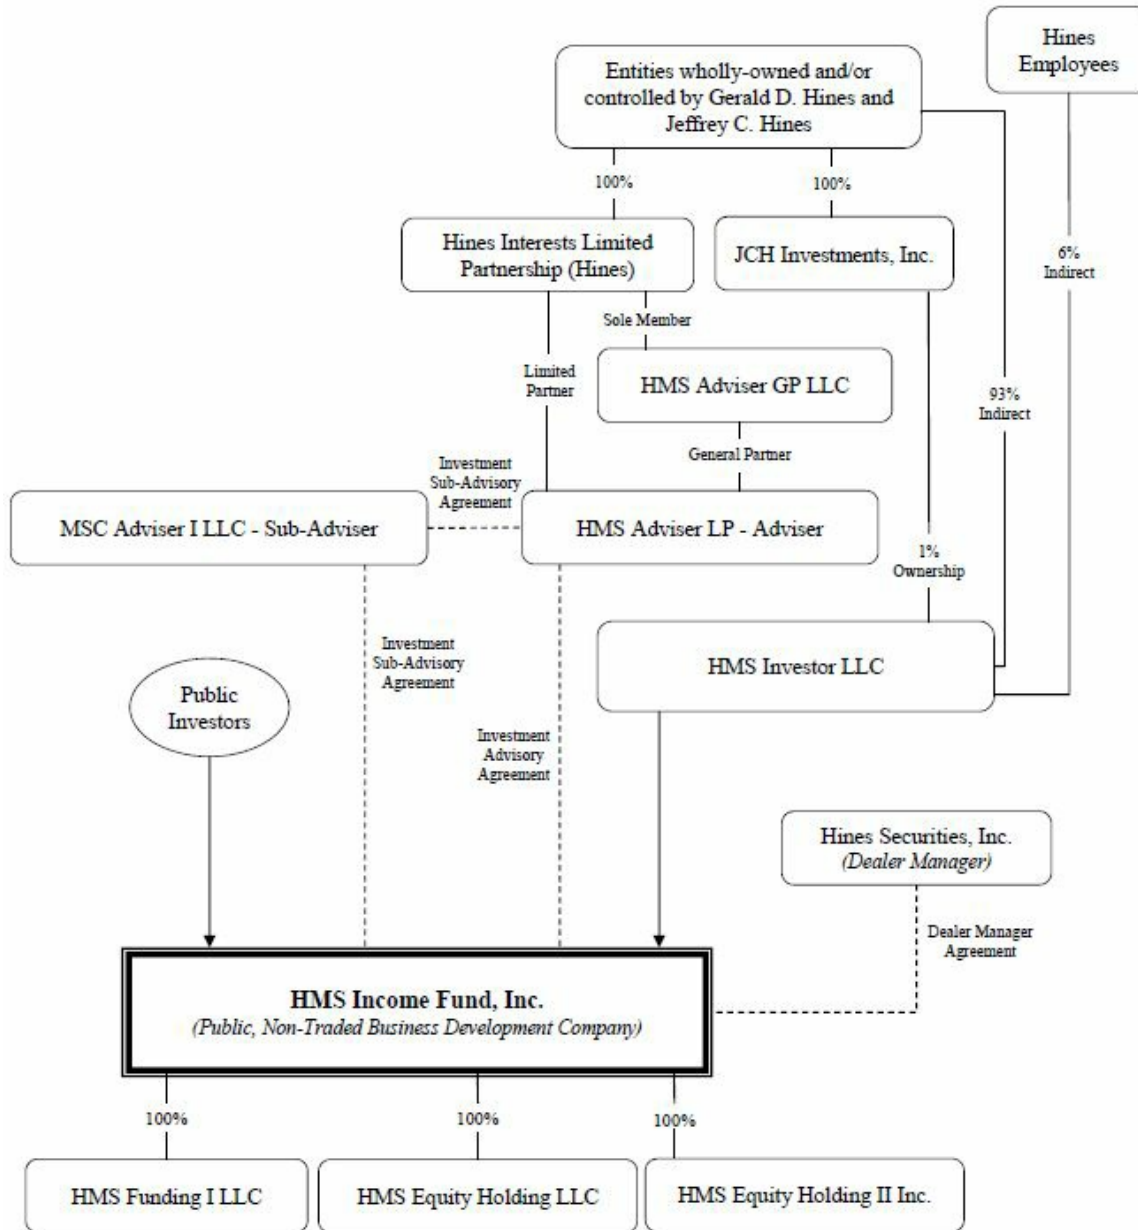 Hines
Employees
Entities wholly-owned and/or
controlled by Gerald D. Hines and
Jeffrey C. Hines
100%
100%
Hines Interests Limited
Partnership (Hines)
JCH Investments, Inc.
6%
Indirect
Sole Member
Limited
Partner
HMS Adviser GP LLC
93%
Indirect
General Partner
Investment
Sub-Advisory
Agreement
MSC Adviser I LLC - Sub-Adviser
HMS Adviser LP - Adviser
1%
Ownership
Investment
Sub-Advisory
Agreement
HMS Investor LLC
Public
Investors
Investment
Advisory
Agreement
Hines Securities, Inc.
(Dealer Manager)
Dealer Manager
Agreement
HMS Income Fund, Inc.
(Public, Non-Traded Business Development Company)
100%
100%
100%
HMS Funding I LLC
HMS Equity Holding LLC
HMS Equity Holding II Inc.